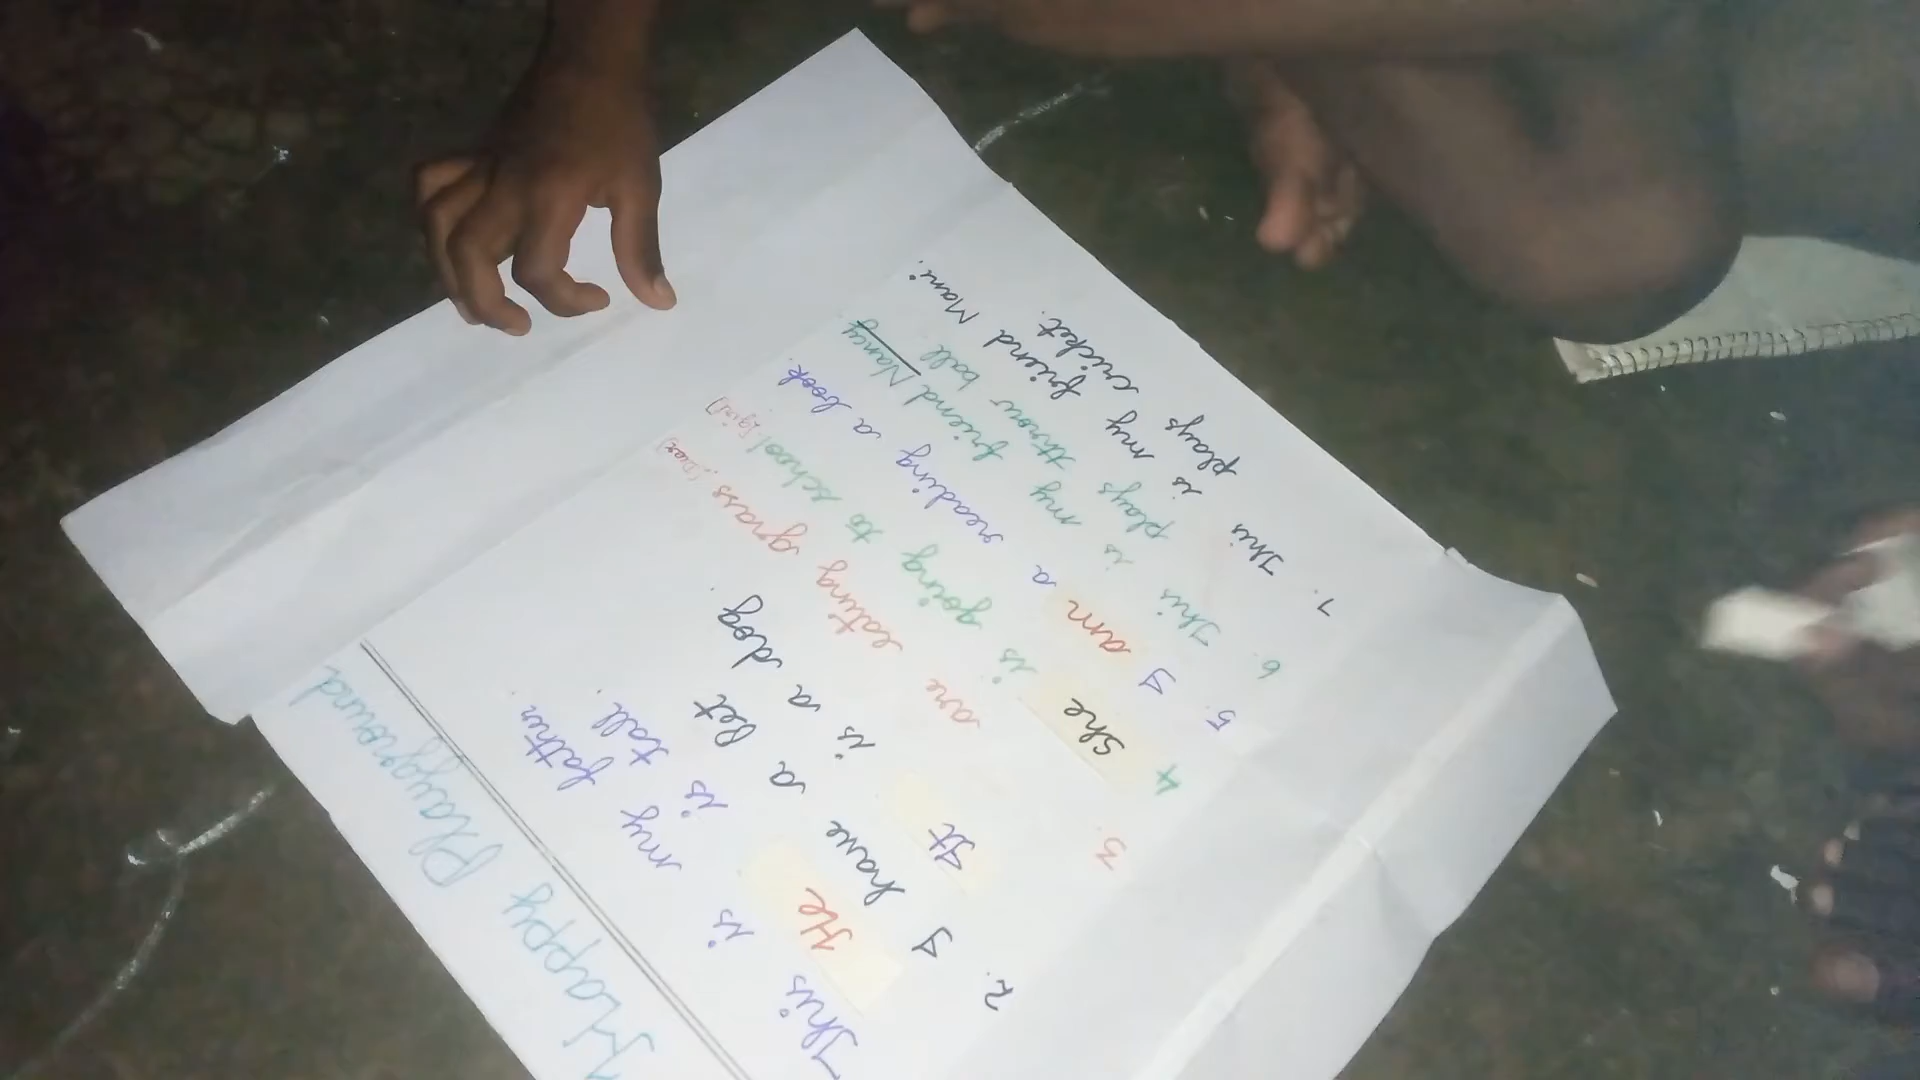 Happy Playground
This is my father
He is tall.
2. I have a Pet
It is a dog.
3. are eating grass
4 She is going to school [girl]
5. I am a reading a book.
6. This is my friend Nancy
plays throw ball
7. This is my friend Mani.
plays cricket.